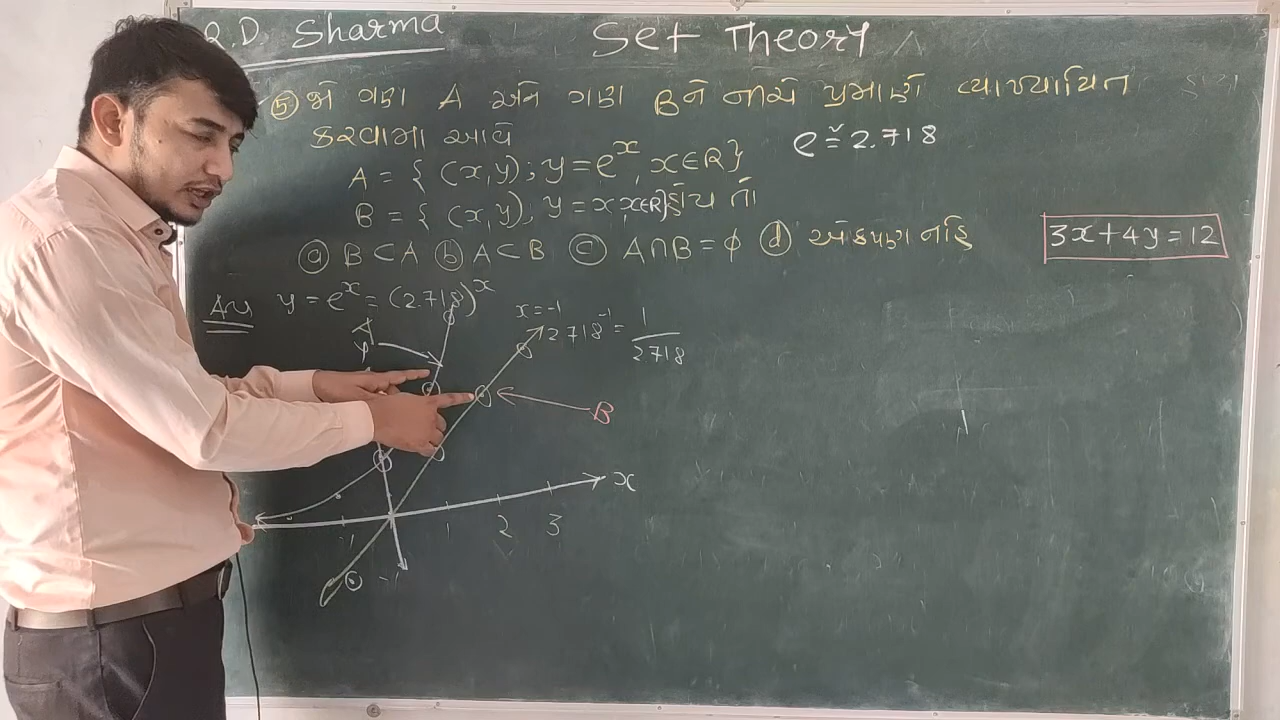 R.D. Sharma
Set Theory
⑤ જો ગણ A અને ગણ B ને નીચે પ્રમાણે વ્યાખ્યાયિત
કરવામાં આવે
e ≅ 2.718
A = { (x,y); y = e^x, x∈R}
B = { (x,y), y = x, x∈R} હોય તો
ⓐ B ⊂ A ⓑ A ⊂ B ⓒ A∩B = ϕ ⓓ એકપણ નહિ
3x+4y=12
Ans y = e^x = (2.718)^x
x = -1
2.718^-1 = 1/2.718
A
y
B
x
-1 1 2 3
-1